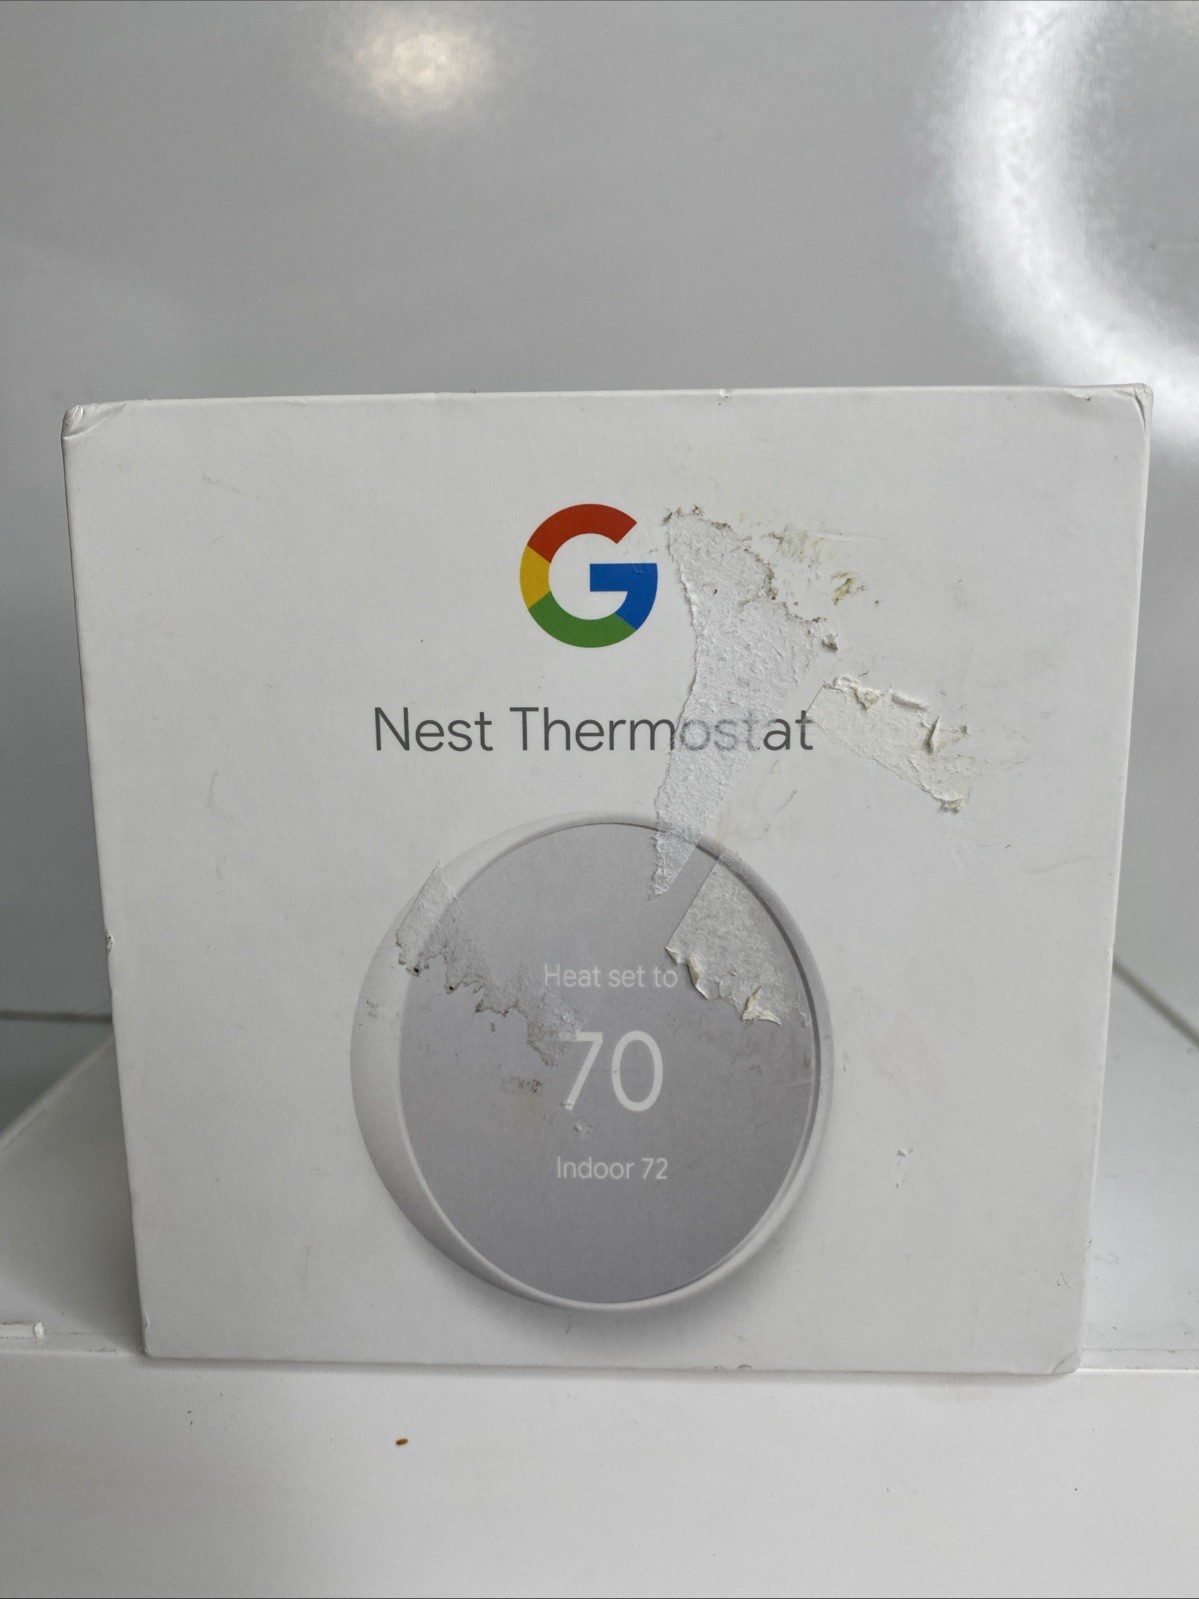 G
Nest Thermostat
Heat set to
70
Indoor 72